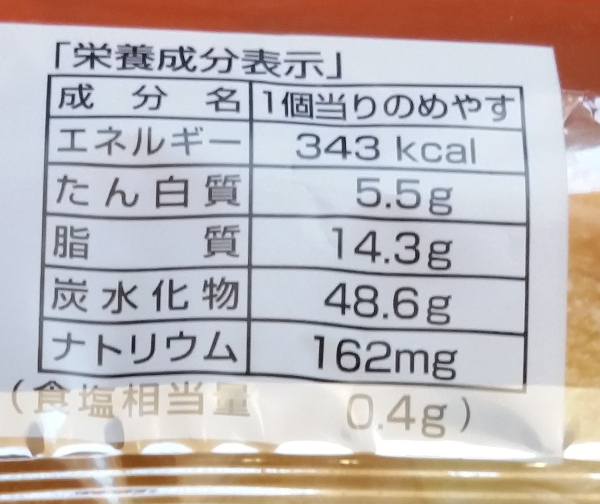 「栄養成分表示」
成分名 1個当りのめやす
エネルギー 343 kcal
たん白質 5.5g
脂質 14.3g
炭水化物 48.6g
ナトリウム 162mg
(食塩相当量 0.4g)